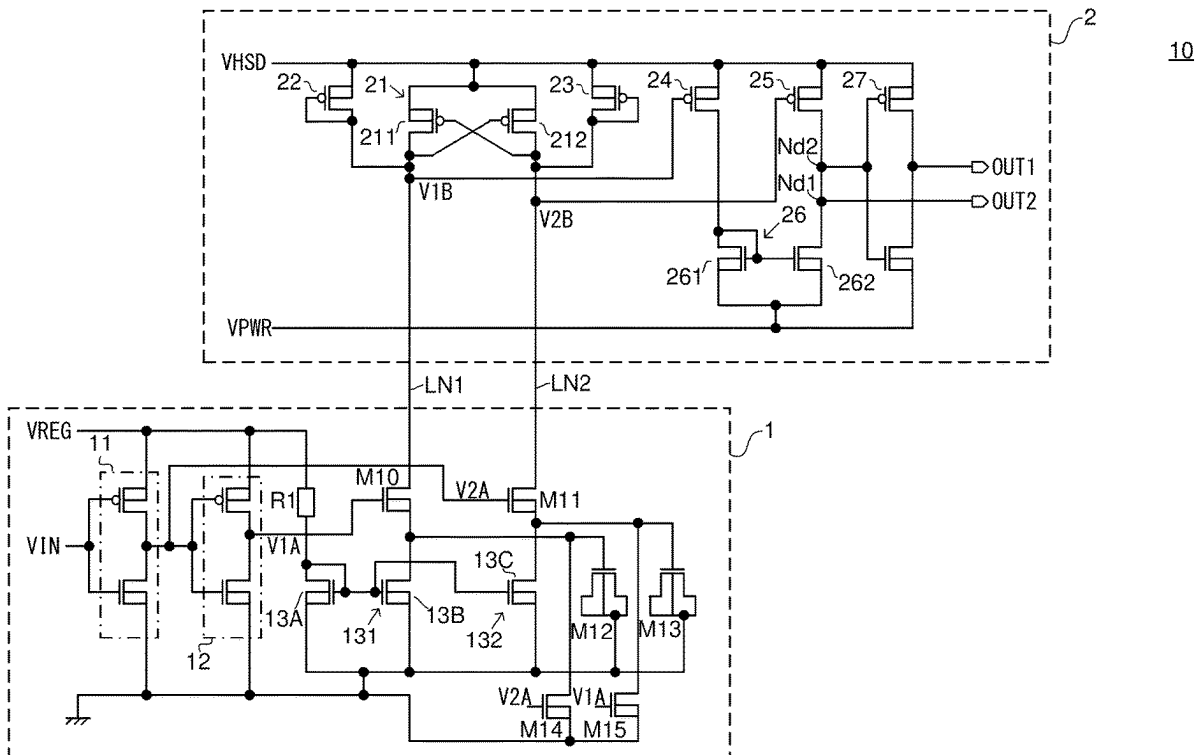 2
10
VHSD
22
21
23
24
25
27
211
212
Nd2
OUT1
Nd1
OUT2
V1B
V2B
26
261
262
VPWR
LN1
LN2
1
VREG
11
M10
R1
V2A
M11
VIN
V1A
13C
13A
131
13B
132
M12
M13
12
V2A
V1A
M14
M15